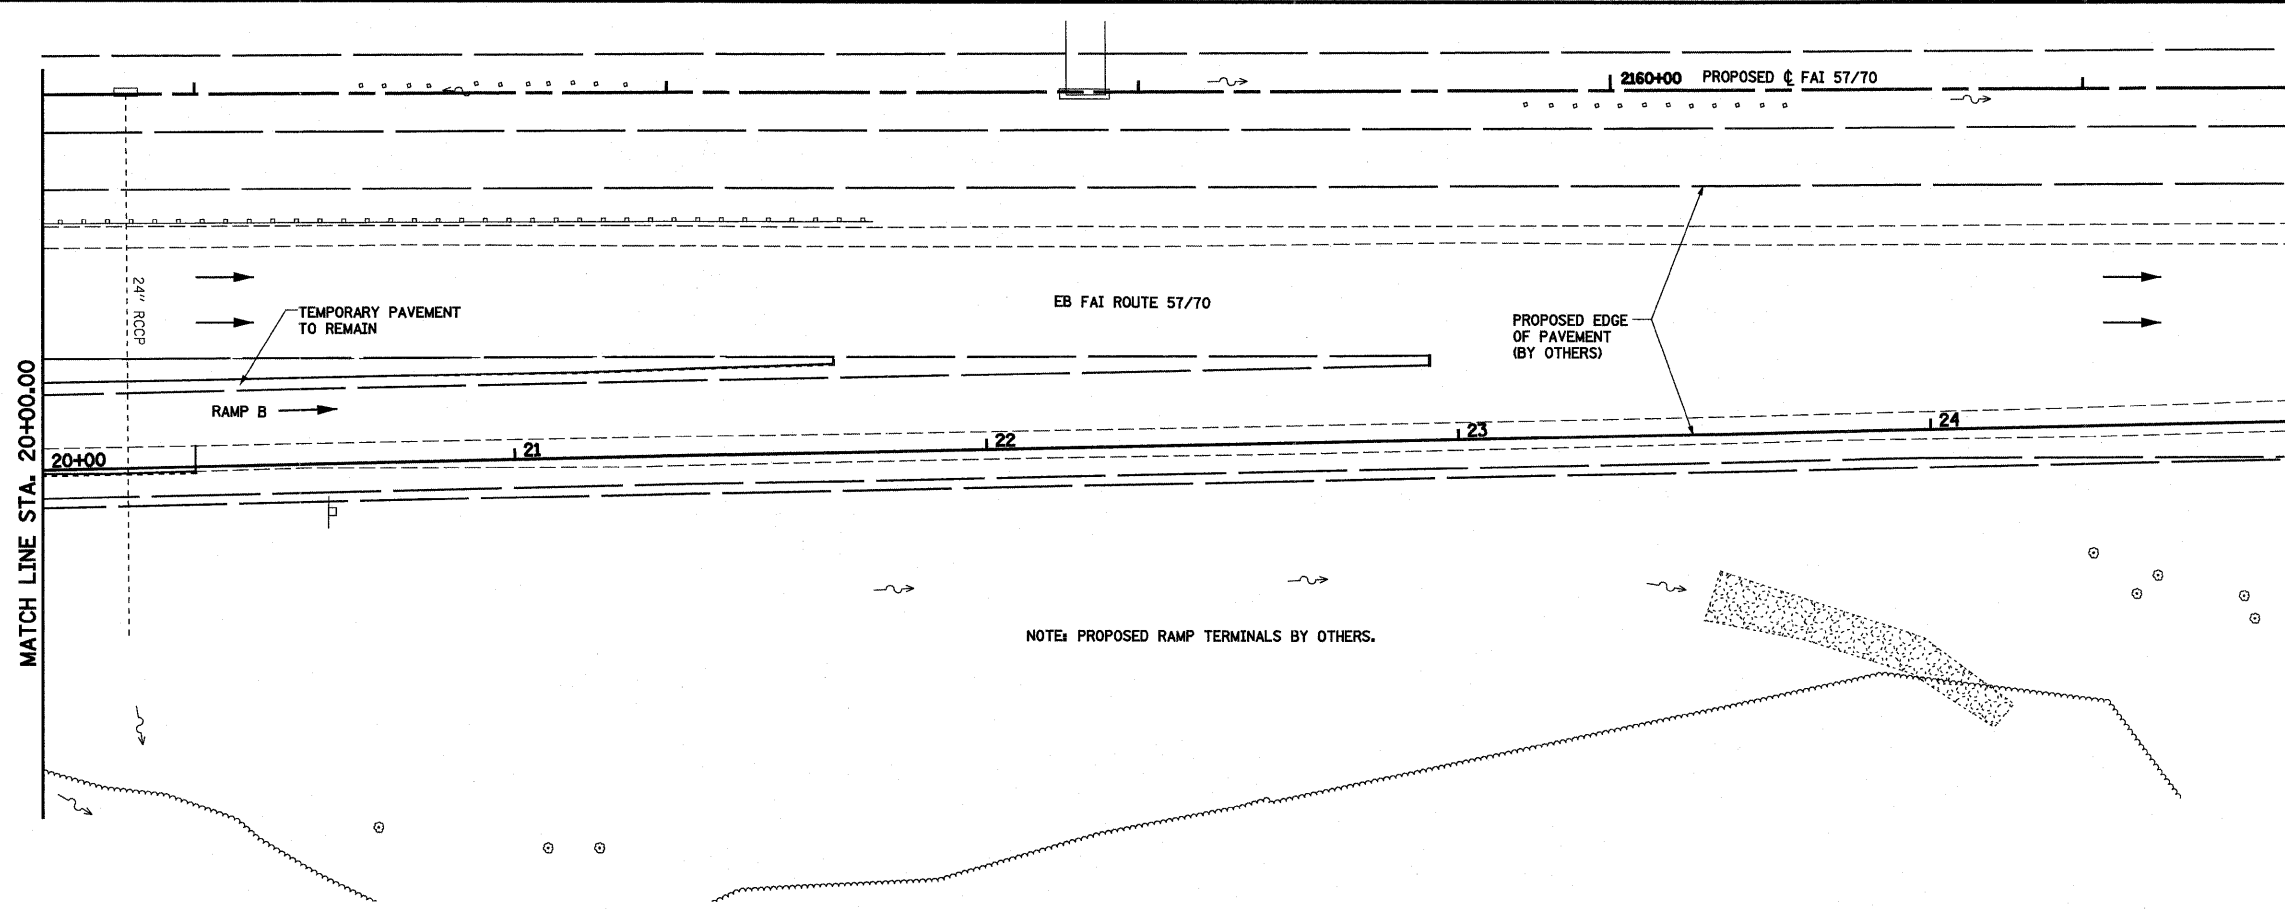 2160+00 PROPOSED ℄ FAI 57/70
24" RCCP
TEMPORARY PAVEMENT
TO REMAIN
EB FAI ROUTE 57/70
PROPOSED EDGE
OF PAVEMENT
(BY OTHERS)
RAMP B
20+00
21
22
23
24
MATCH LINE STA. 20+00.00
NOTE: PROPOSED RAMP TERMINALS BY OTHERS.